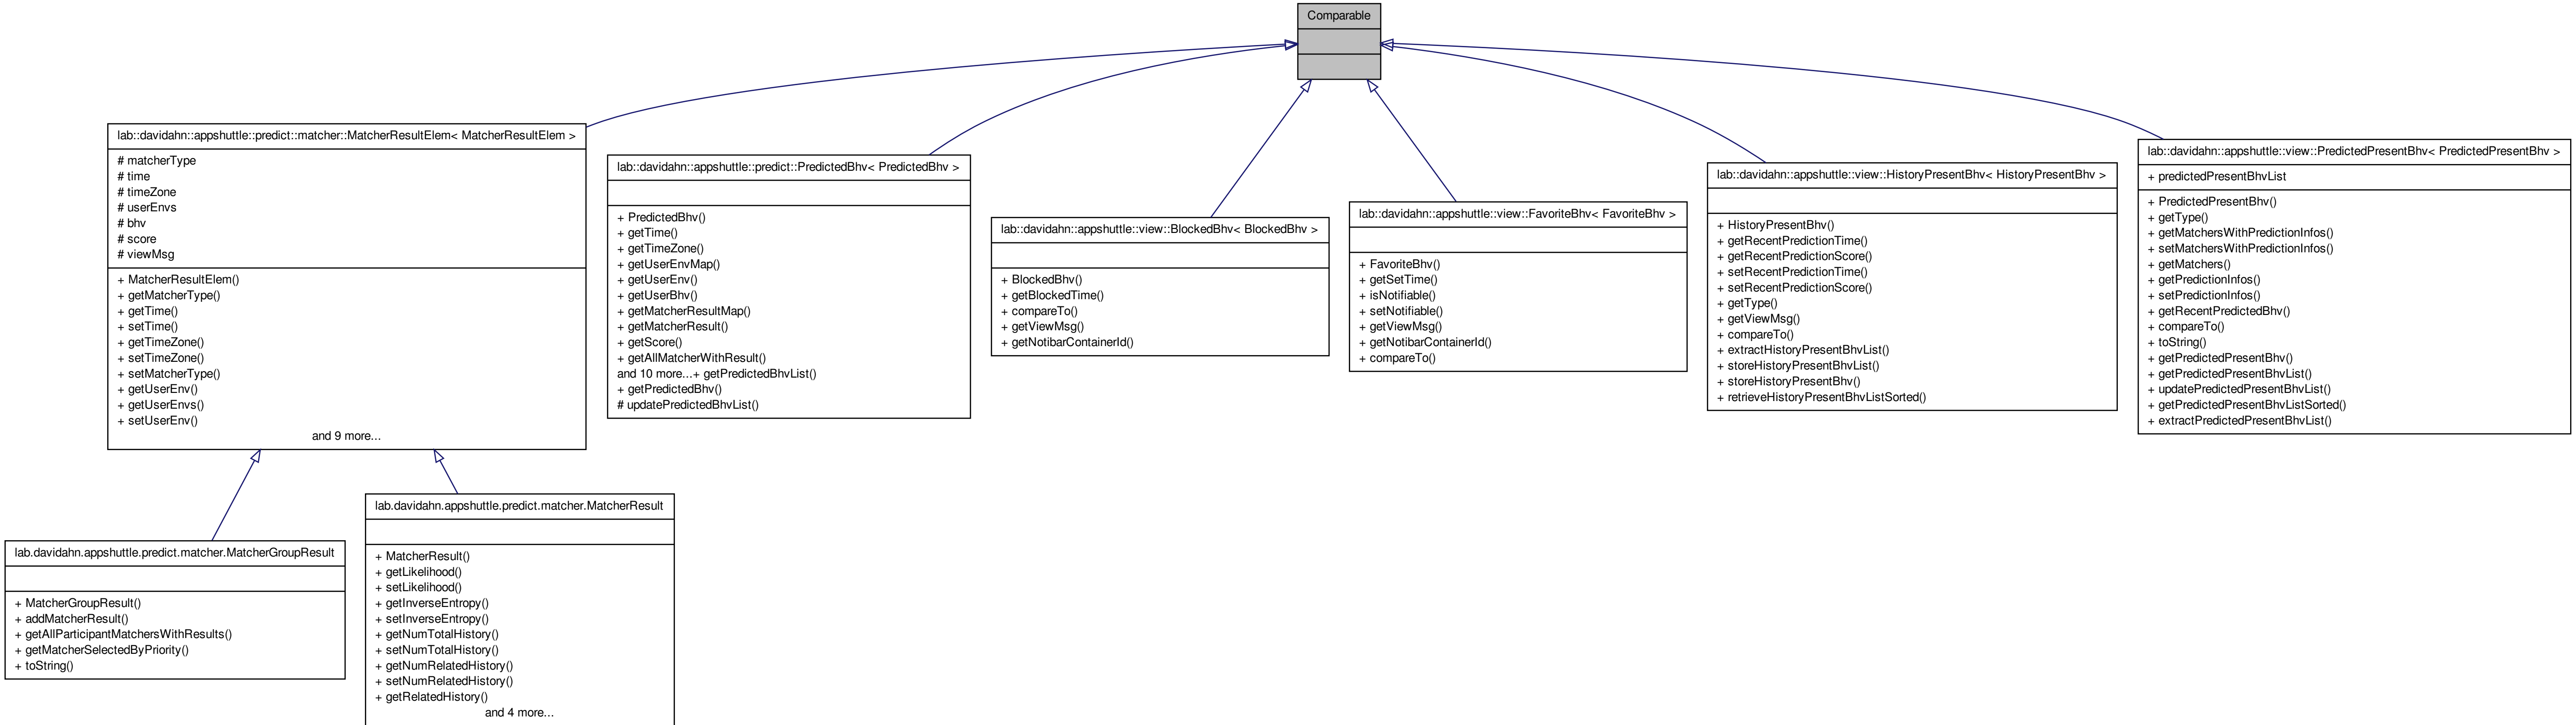 Comparable
lab::davidahn::appshuttle::predict::matcher::MatcherResultElem< MatcherResultElem >
# matcherType
# time
# timeZone
# userEnvs
# bhv
# score
# viewMsg
+ MatcherResultElem()
+ getMatcherType()
+ getTime()
+ setTime()
+ getTimeZone()
+ setTimeZone()
+ setMatcherType()
+ getUserEnv()
+ getUserEnvs()
+ setUserEnv()
and 9 more...
lab::davidahn::appshuttle::predict::PredictedBhv< PredictedBhv >
+ PredictedBhv()
+ getTime()
+ getTimeZone()
+ getUserEnvMap()
+ getUserEnv()
+ getUserBhv()
+ getMatcherResultMap()
+ getMatcherResult()
+ getScore()
+ getAllMatcherWithResult()
and 10 more...+ getPredictedBhvList()
+ getPredictedBhv()
# updatePredictedBhvList()
lab::davidahn::appshuttle::view::BlockedBhv< BlockedBhv >
+ BlockedBhv()
+ getBlockedTime()
+ compareTo()
+ getViewMsg()
+ getNotibarContainerId()
lab::davidahn::appshuttle::view::FavoriteBhv< FavoriteBhv >
+ FavoriteBhv()
+ getSetTime()
+ isNotifiable()
+ setNotifiable()
+ getViewMsg()
+ getNotibarContainerId()
+ compareTo()
lab::davidahn::appshuttle::view::HistoryPresentBhv< HistoryPresentBhv >
+ HistoryPresentBhv()
+ getRecentPredictionTime()
+ getRecentPredictionScore()
+ setRecentPredictionTime()
+ setRecentPredictionScore()
+ getType()
+ getViewMsg()
+ compareTo()
+ extractHistoryPresentBhvList()
+ storeHistoryPresentBhvList()
+ storeHistoryPresentBhv()
+ retrieveHistoryPresentBhvListSorted()
lab::davidahn::appshuttle::view::PredictedPresentBhv< PredictedPresentBhv >
+ predictedPresentBhvList
+ PredictedPresentBhv()
+ getType()
+ getMatchersWithPredictionInfos()
+ setMatchersWithPredictionInfos()
+ getMatchers()
+ getPredictionInfos()
+ setPredictionInfos()
+ getRecentPredictedBhv()
+ compareTo()
+ toString()
+ getPredictedPresentBhv()
+ getPredictedPresentBhvList()
+ updatePredictedPresentBhvList()
+ getPredictedPresentBhvListSorted()
+ extractPredictedPresentBhvList()
lab.davidahn.appshuttle.predict.matcher.MatcherGroupResult
+ MatcherGroupResult()
+ addMatcherResult()
+ getAllParticipantMatchersWithResults()
+ getMatcherSelectedByPriority()
+ toString()
lab.davidahn.appshuttle.predict.matcher.MatcherResult
+ MatcherResult()
+ getLikelihood()
+ setLikelihood()
+ getInverseEntropy()
+ setInverseEntropy()
+ getNumTotalHistory()
+ setNumTotalHistory()
+ getNumRelatedHistory()
+ setNumRelatedHistory()
+ getRelatedHistory()
and 4 more...